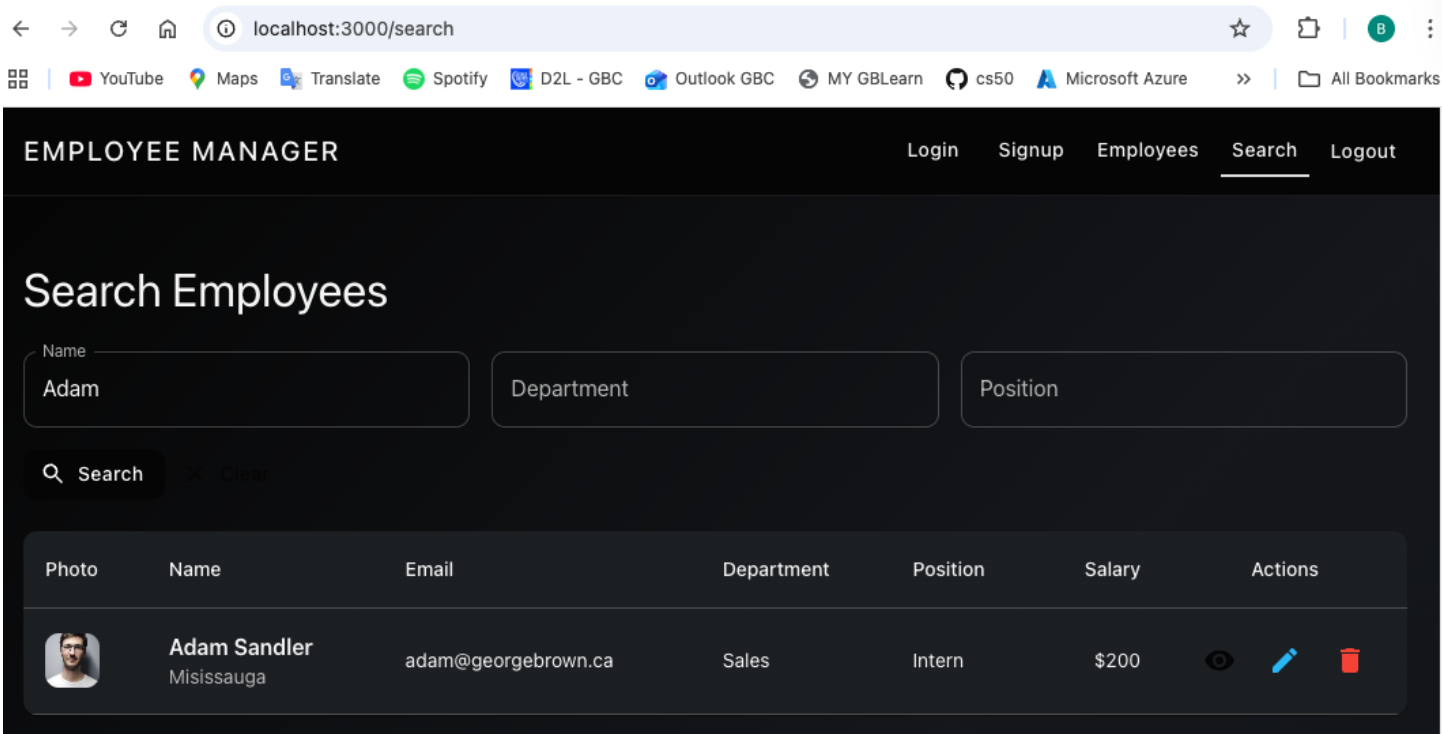 localhost:3000/search
B
YouTube Maps Translate Spotify D2L - GBC Outlook GBC MY GBLearn cs50 Microsoft Azure » All Bookmarks
EMPLOYEE MANAGER Login Signup Employees Search Logout
Search Employees
Name
Adam Department Position
Search Clear
Photo Name Email Department Position Salary Actions
Adam Sandler
adam@georgebrown.ca Sales Intern $200
Misissauga